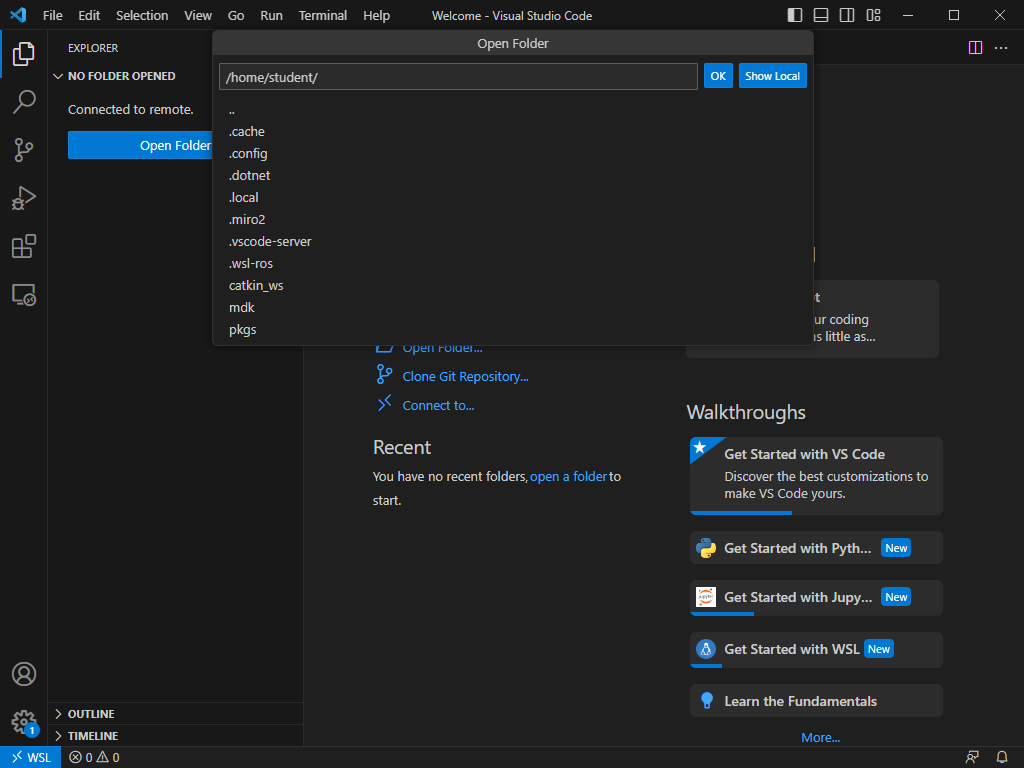 File Edit Selection View Go Run Terminal Help Welcome - Visual Studio Code
EXPLORER
Open Folder
NO FOLDER OPENED
/home/student/
OK
Show Local
Connected to remote.
Open Folder
..
.cache
.config
.dotnet
.local
.miro2
.vscode-server
.wsl-ros
catkin_ws
mdk
pkgs
ur coding
s little as...
Open Folder...
Clone Git Repository...
Connect to...
Recent
You have no recent folders, open a folder to
start.
Walkthroughs
Get Started with VS Code
Discover the best customizations to
make VS Code yours.
Get Started with Pyth... New
Get Started with Jupy... New
Get Started with WSL New
Learn the Fundamentals
More...
OUTLINE
TIMELINE
1
WSL 0 0